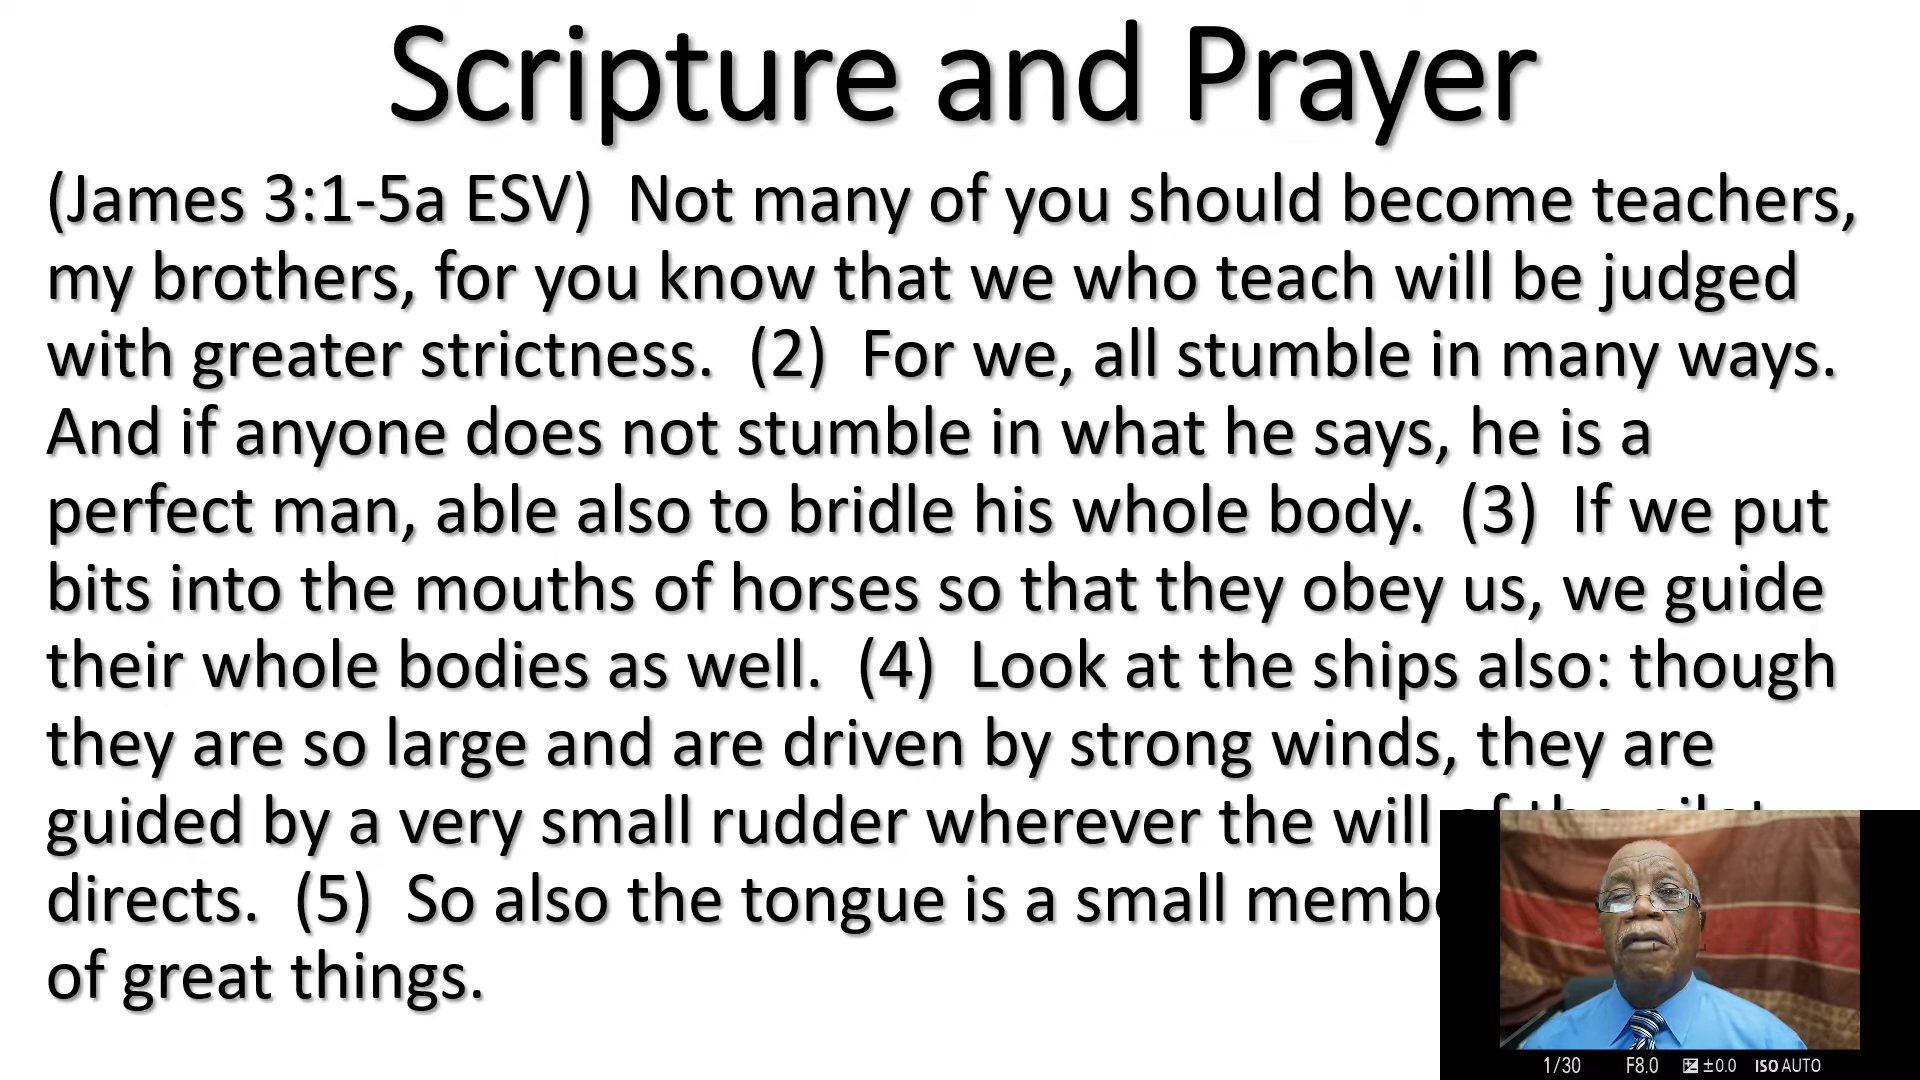 Scripture and Prayer
(James 3:1-5a ESV)  Not many of you should become teachers,
my brothers, for you know that we who teach will be judged
with greater strictness.  (2)  For we, all stumble in many ways.
And if anyone does not stumble in what he says, he is a
perfect man, able also to bridle his whole body.  (3)  If we put
bits into the mouths of horses so that they obey us, we guide
their whole bodies as well.  (4)  Look at the ships also: though
they are so large and are driven by strong winds, they are
guided by a very small rudder wherever the will
directs.  (5)  So also the tongue is a small
of great things.
1/30 F8.0 ±0.0 ISO AUTO